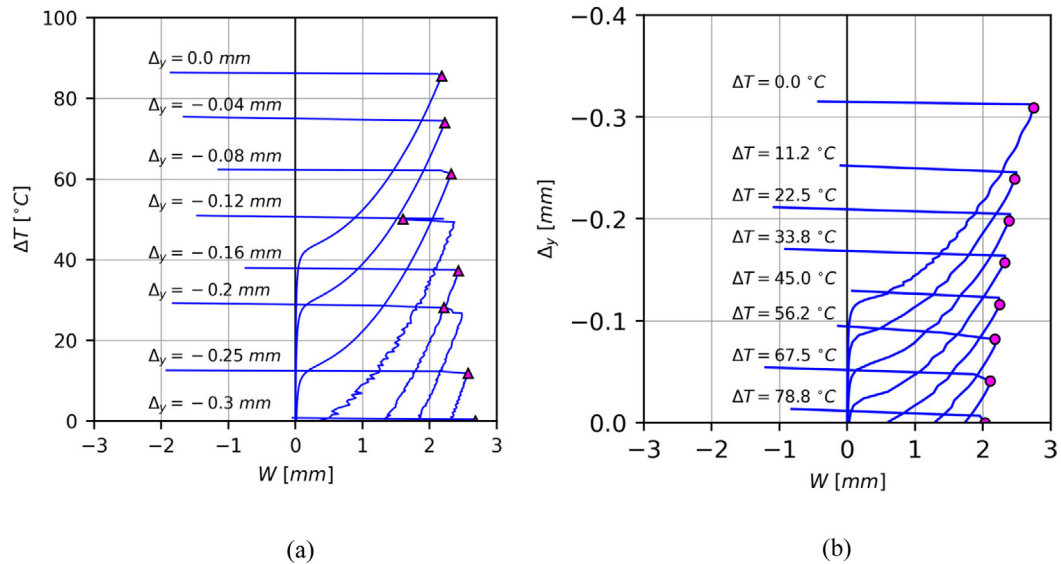 100
80
60
40
20
0
ΔT [°C]
Δy = 0.0 mm
Δy = − 0.04 mm
Δy = − 0.08 mm
Δy = − 0.12 mm
Δy = − 0.16 mm
Δy = − 0.2 mm
Δy = − 0.25 mm
Δy = − 0.3 mm
−3 −2 −1 0 1 2 3
W [mm]
(a)
−0.4
−0.3
−0.2
−0.1
0.0
Δy [mm]
ΔT = 0.0 °C
ΔT = 11.2 °C
ΔT = 22.5 °C
ΔT = 33.8 °C
ΔT = 45.0 °C
ΔT = 56.2 °C
ΔT = 67.5 °C
ΔT = 78.8 °C
−3 −2 −1 0 1 2 3
W [mm]
(b)